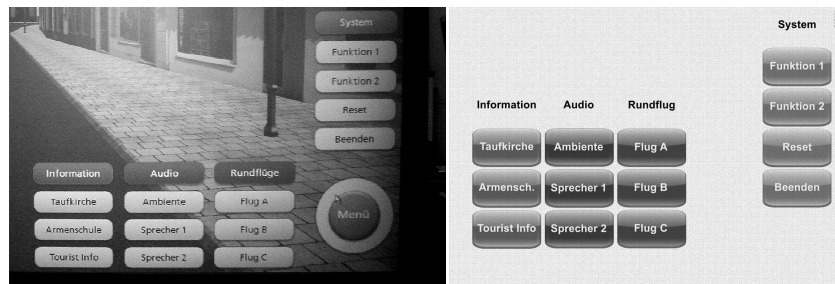 System
Funktion 1
Funktion 2
Reset
Beenden
Information Audio Rundflüge
Taufkirche Ambiente Flug A
Armenschule Sprecher 1 Flug B
Tourist Info Sprecher 2 Flug C
Menü
System
Funktion 1
Funktion 2
Reset
Beenden
Information Audio Rundflug
Taufkirche Ambiente Flug A
Armensch. Sprecher 1 Flug B
Tourist Info Sprecher 2 Flug C